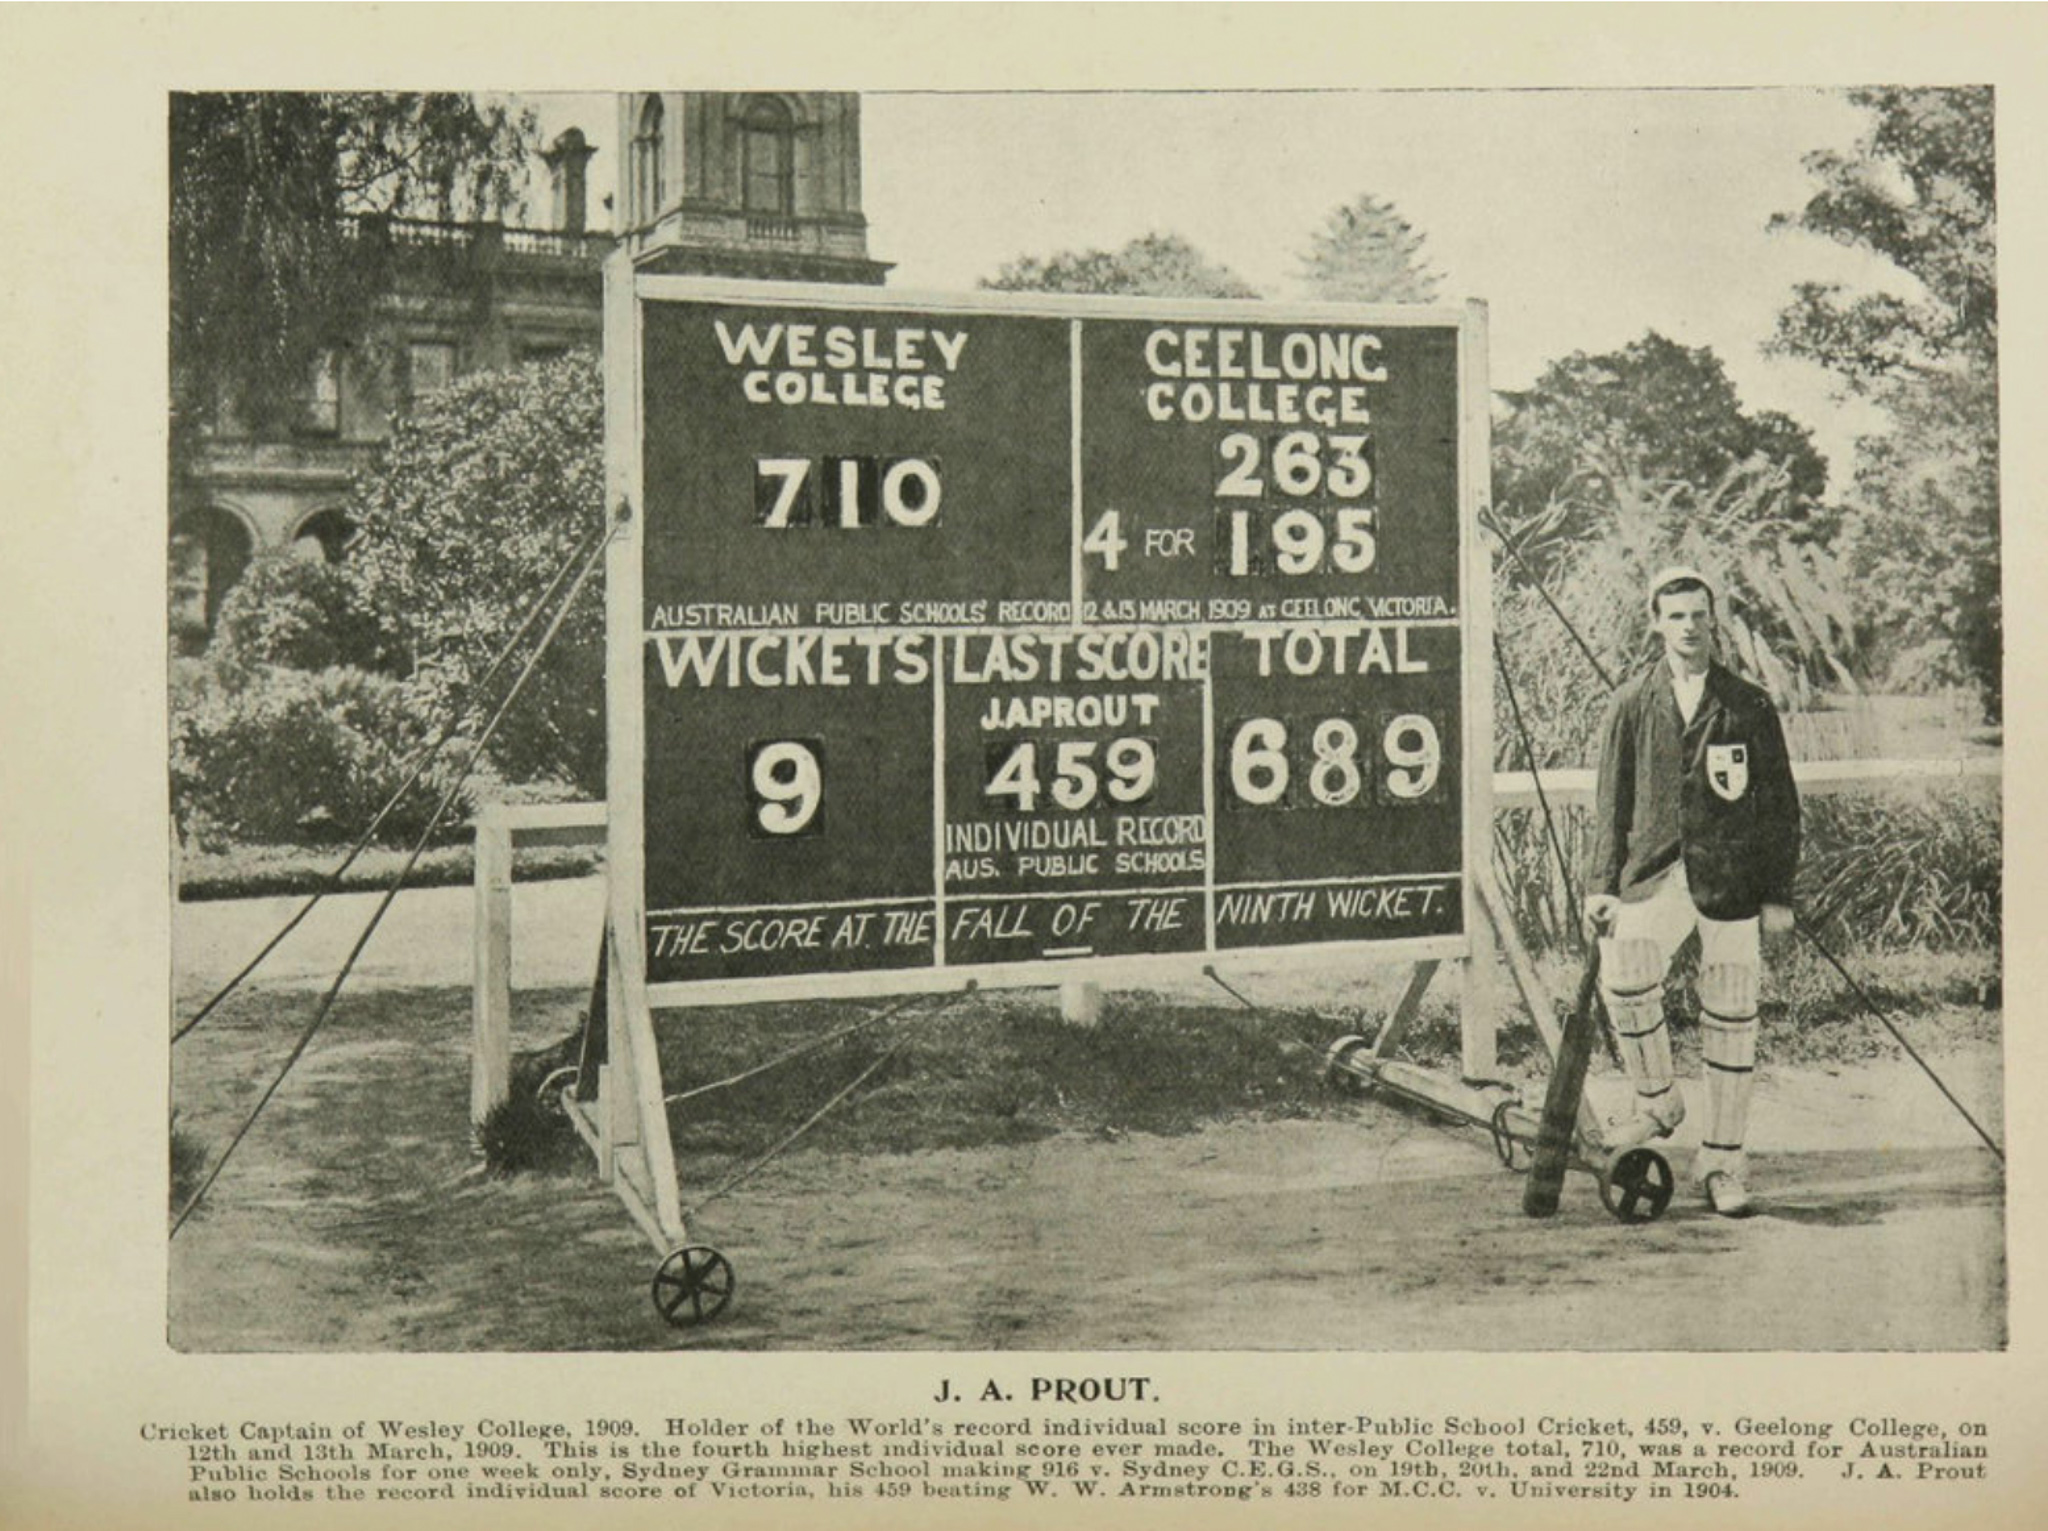 WESLEY
COLLEGE
710
GEELONG
COLLEGE
263
4 FOR 195
AUSTRALIAN PUBLIC SCHOOLS' RECORD 12 & 13 MARCH 1909 AT GEELONG, VICTORIA.
WICKETS
9
LAST SCORE
J.A PROUT
459
INDIVIDUAL RECORD
AUS. PUBLIC SCHOOLS
TOTAL
689
THE SCORE AT THE FALL OF THE NINTH WICKET.
J. A. PROUT.
Cricket Captain of Wesley College, 1909. Holder of the World's record individual score in inter-Public School Cricket, 459, v. Geelong College, on
12th and 13th March, 1909. This is the fourth highest individual score ever made. The Wesley College total, 710, was a record for Australian
Public Schools for one week only, Sydney Grammar School making 916 v. Sydney C.E.G.S., on 19th, 20th, and 22nd March, 1909. J. A. Prout
also holds the record individual score of Victoria, his 459 beating W. W. Armstrong's 438 for M.C.C. v. University in 1904.